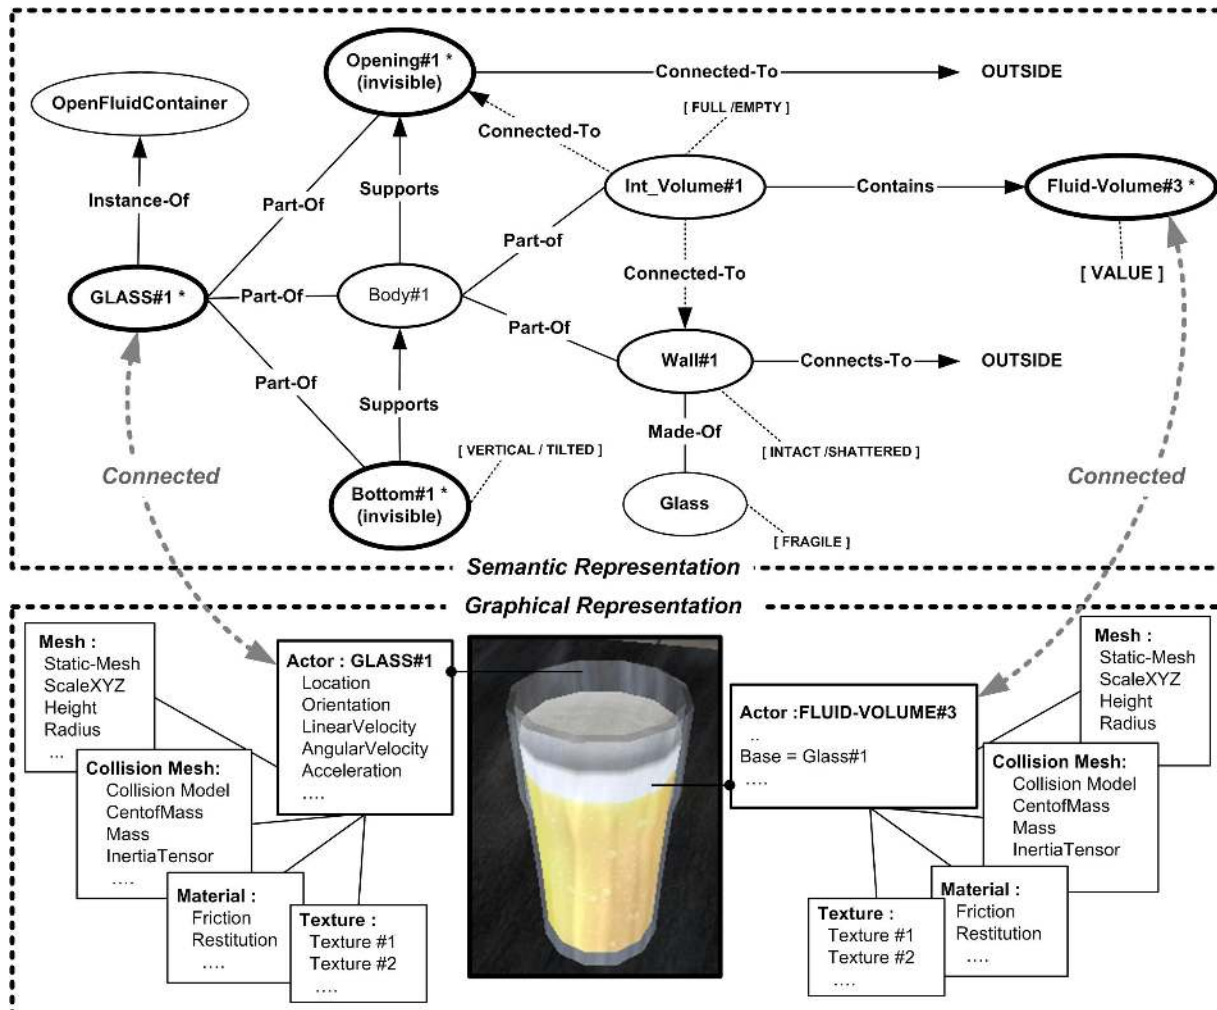 Opening#1 *
(invisible)
Connected-To
OUTSIDE
OpenFluidContainer
[ FULL /EMPTY ]
Connected-To
Instance-Of
Supports
Part-Of
Int_Volume#1
Contains
Fluid-Volume#3 *
Part-of
Connected-To
[ VALUE ]
GLASS#1 *
Part-Of
Body#1
Part-Of
Wall#1
Connects-To
OUTSIDE
Part-Of
Supports
Made-Of
[ VERTICAL / TILTED ]
[ INTACT /SHATTERED ]
Connected
Connected
Bottom#1 *
(invisible)
Glass
[ FRAGILE ]
Semantic Representation
Graphical Representation
Mesh :
Static-Mesh
ScaleXYZ
Height
Radius
...
Collision Mesh:
Collision Model
CentofMass
Mass
InertiaTensor
....
Material :
Friction
Restitution
....
Texture :
Texture #1
Texture #2
....
Actor : GLASS#1
Location
Orientation
LinearVelocity
AngularVelocity
Acceleration
....
Actor :FLUID-VOLUME#3
..
Base = Glass#1
....
Mesh :
Static-Mesh
ScaleXYZ
Height
Radius
Collision Mesh:
Collision Model
CentofMass
Mass
InertiaTensor
Material :
Friction
Restitution
....
Texture :
Texture #1
Texture #2
....